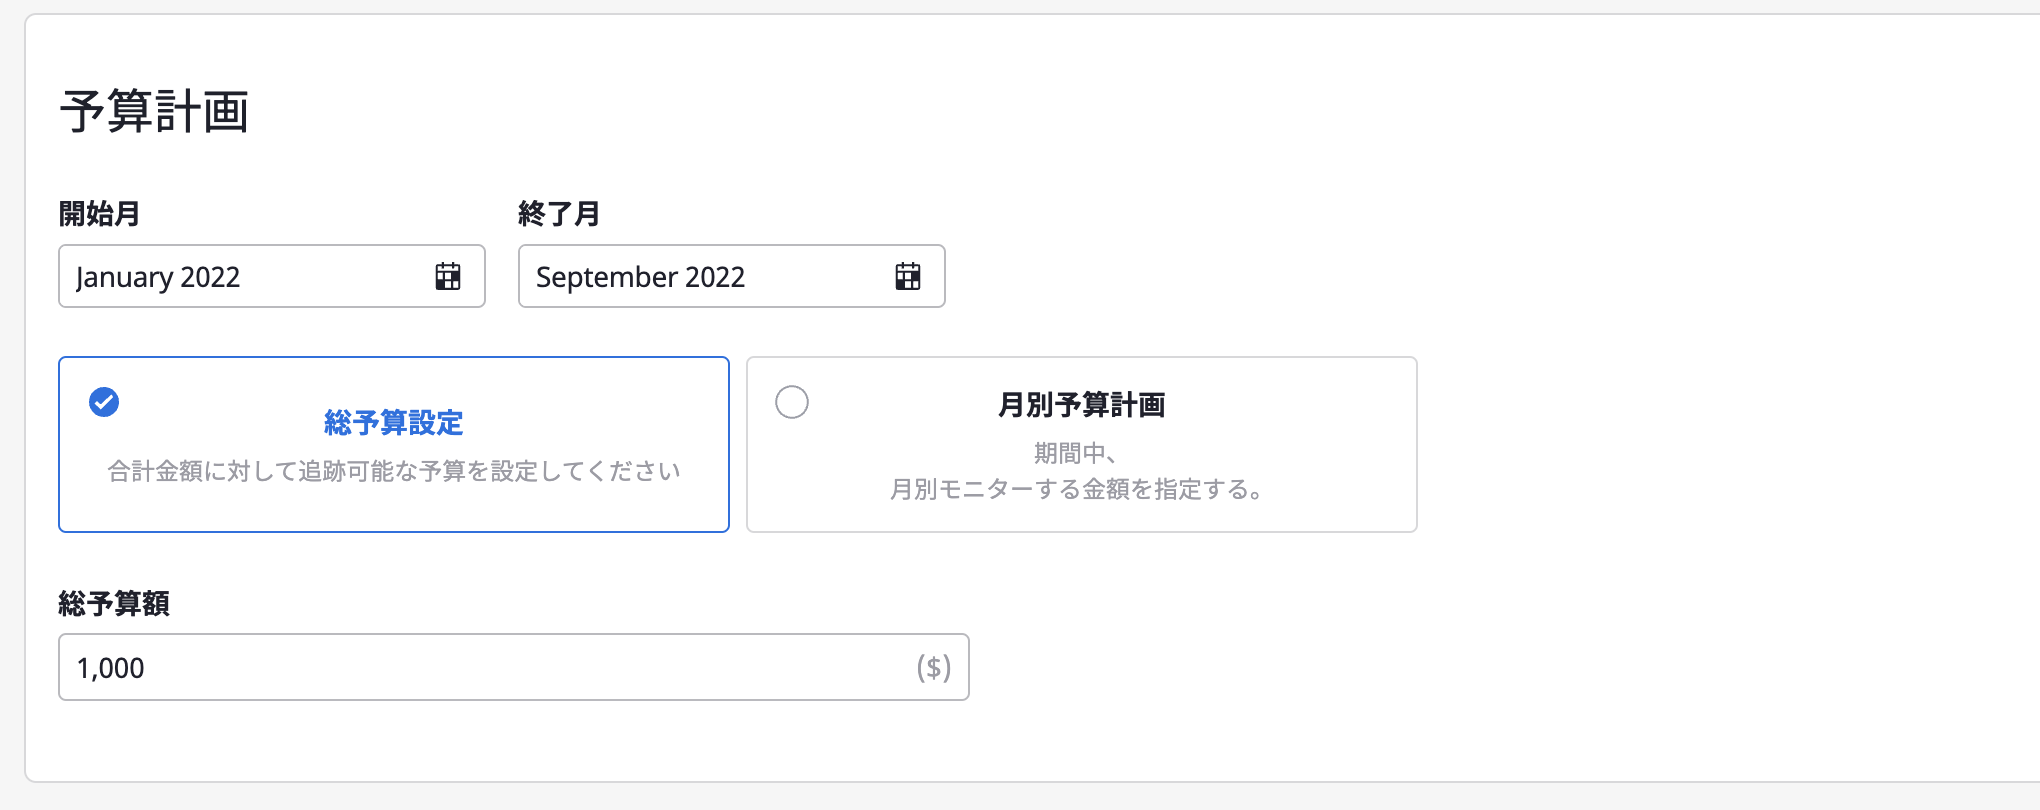 予算計画
開始月
終了月
January 2022
September 2022
総予算設定
合計金額に対して追跡可能な予算を設定してください
月別予算計画
期間中、
月別モニターする金額を指定する。
総予算額
1,000
($)